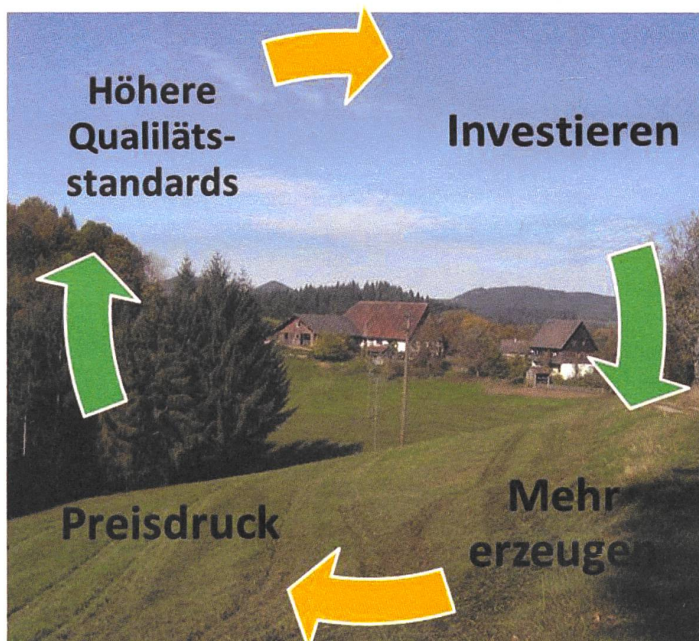 Höhere
Qualiläts-
standards
Investieren
Mehr
erzeugen
Preisdruck